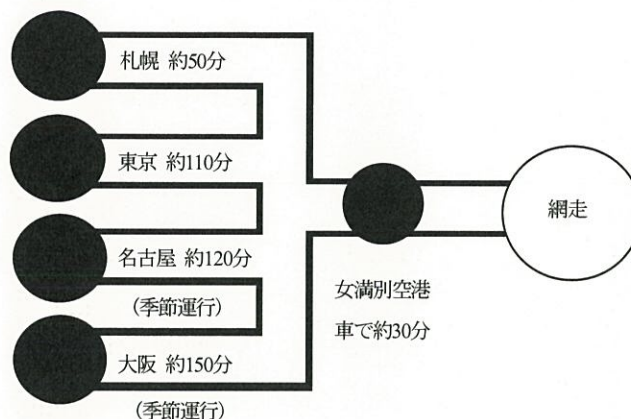 札幌 約50分
東京 約110分
名古屋 約120分
(季節運行)
大阪 約150分
(季節運行)
女満別空港
車で約30分
網走